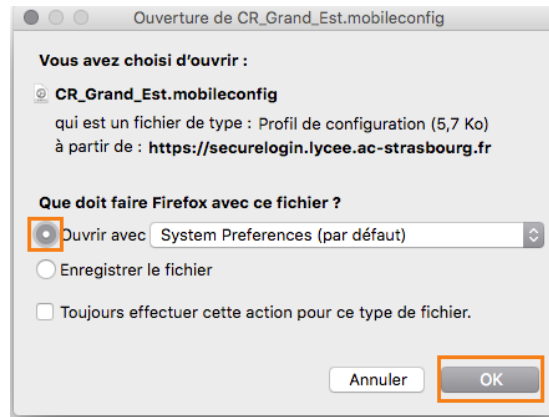 Ouverture de CR_Grand_Est.mobileconfig
Vous avez choisi d'ouvrir :
CR_Grand_Est.mobileconfig
qui est un fichier de type : Profil de configuration (5,7 Ko)
à partir de : https://securelogin.lycee.ac-strasbourg.fr
Que doit faire Firefox avec ce fichier ?
Ouvrir avec System Preferences (par défaut)
Enregistrer le fichier
Toujours effectuer cette action pour ce type de fichier.
Annuler OK